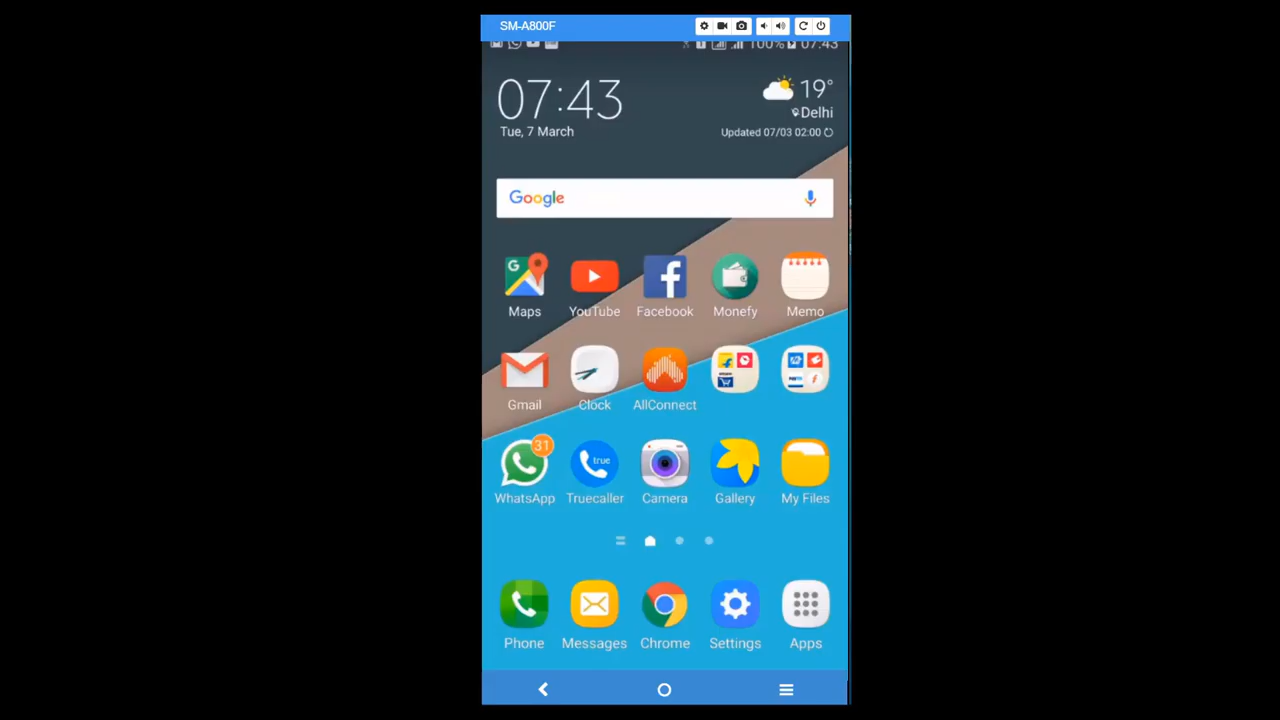 SM-A800F
100% 07:43
07:43
19°
Delhi
Tue, 7 March
Updated 07/03 02:00
Google
Maps YouTube Facebook Monefy Memo
Gmail Clock AllConnect
31
true
WhatsApp Truecaller Camera Gallery My Files
Phone Messages Chrome Settings Apps